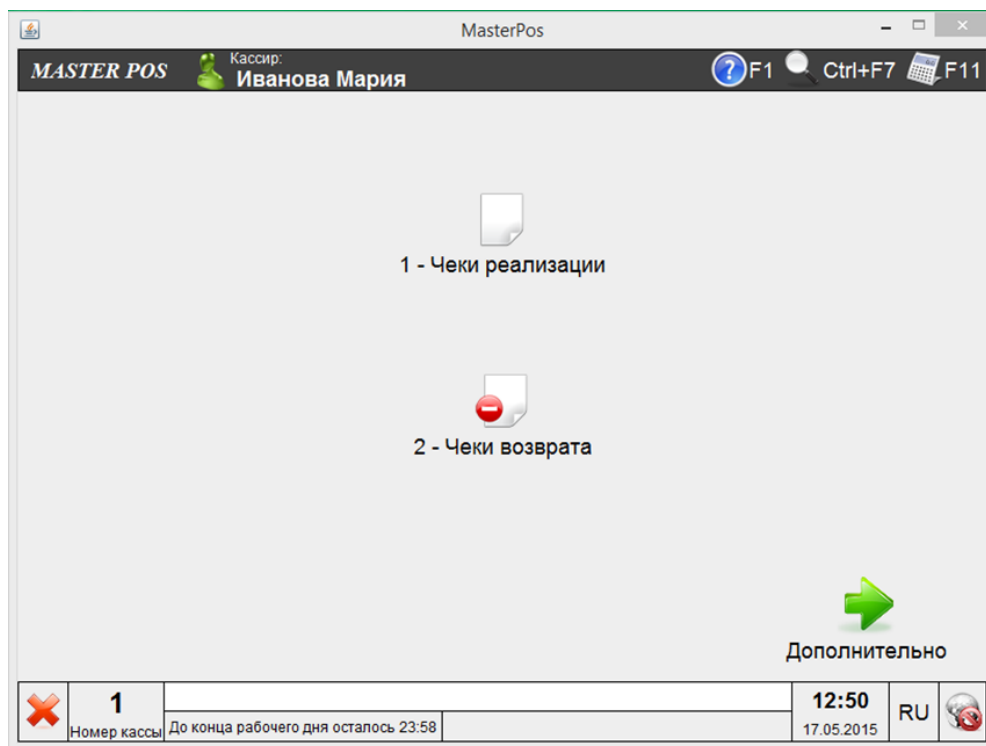 MasterPos
MASTER POS
Кассир:
Иванова Мария
? F1 Ctrl+F7 F11
1 - Чеки реализации
2 - Чеки возврата
Дополнительно
1
Номер кассы
До конца рабочего дня осталось 23:58
12:50
17.05.2015
RU